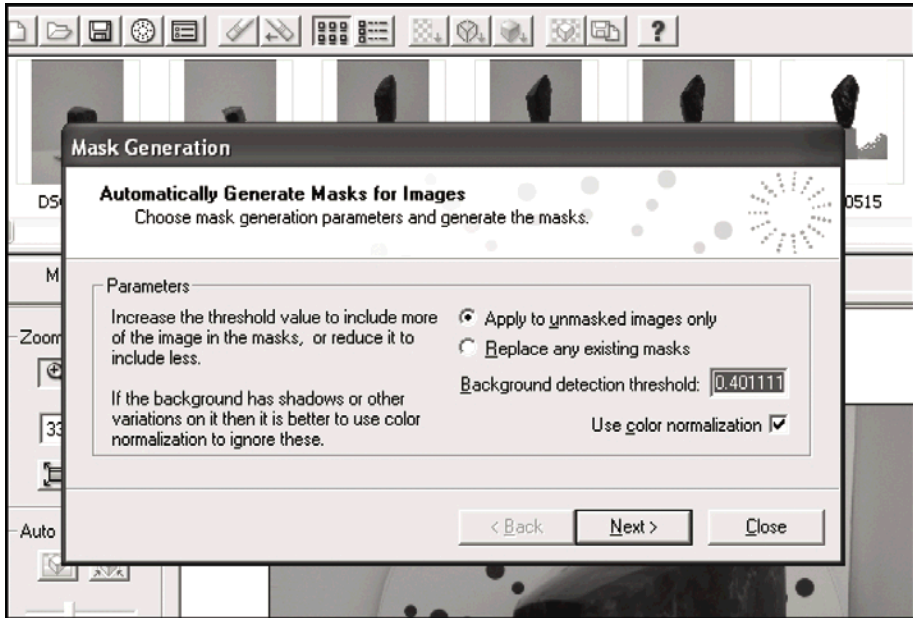 ?
DS
0515
Mask Generation
Automatically Generate Masks for Images
Choose mask generation parameters and generate the masks.
M
Parameters
Increase the threshold value to include more
of the image in the masks, or reduce it to
include less.
If the background has shadows or other
variations on it then it is better to use color
normalization to ignore these.
Apply to unmasked images only
Replace any existing masks
Background detection threshold: 0.401111
Use color normalization
Zoom
33
Auto
< Back
Next >
Close